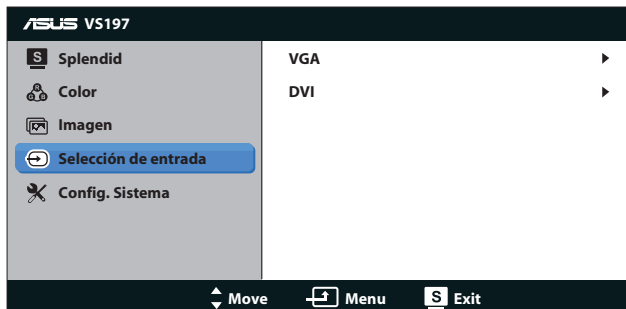 ASUS VS197
S Splendid
Color
Imagen
Selección de entrada
Config. Sistema
VGA
DVI
Move Menu S Exit